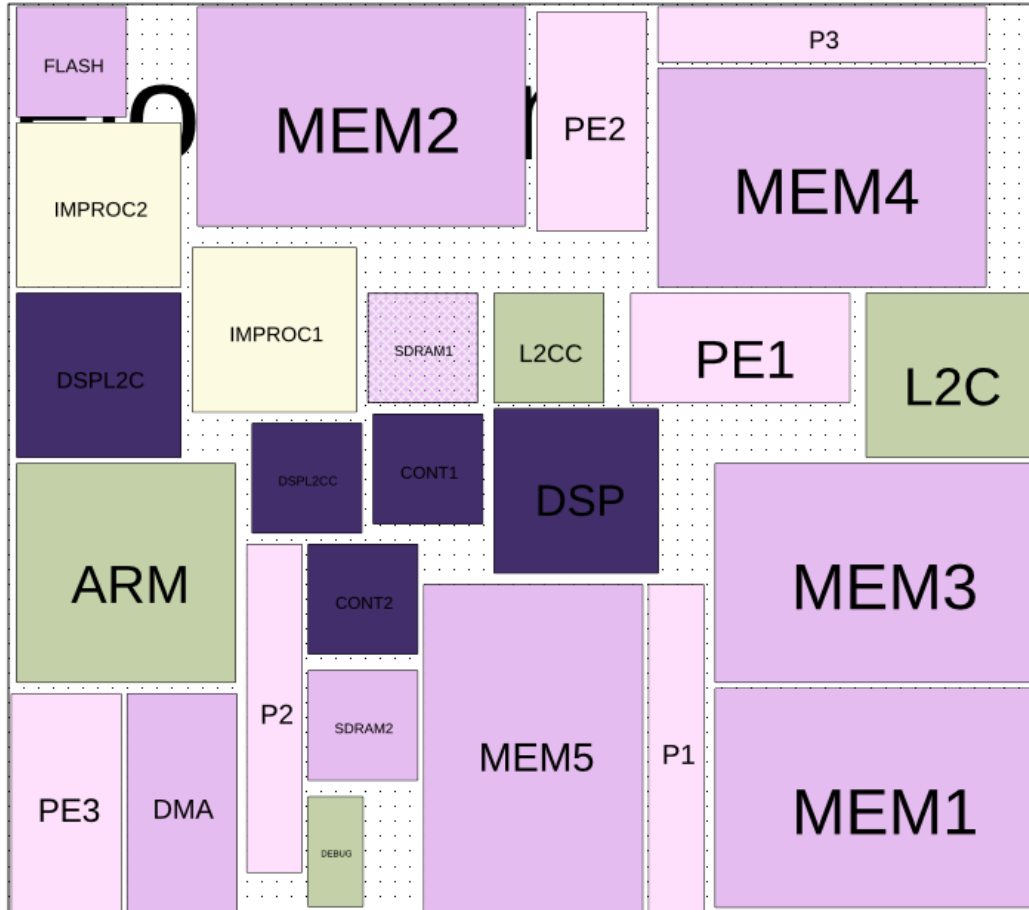 FLASH
MEM2
PE2
P3
MEM4
IMPROC2
IMPROC1
SDRAM1
L2CC
PE1
L2C
DSPL2C
DSPL2CC
CONT1
DSP
ARM
CONT2
MEM3
P2
SDRAM2
MEM5
P1
PE3
DMA
DEBUG
MEM1